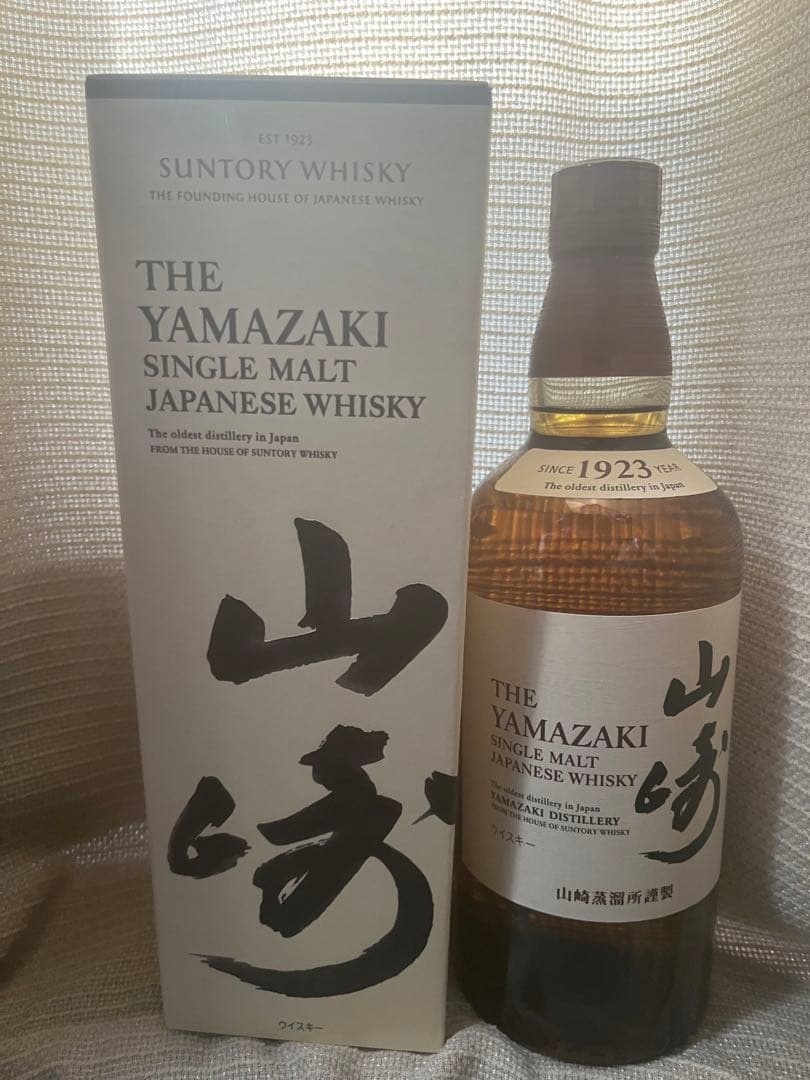 EST 1923
SUNTORY WHISKY
THE FOUNDING HOUSE OF JAPANESE WHISKY
THE
YAMAZAKI
SINGLE MALT
JAPANESE WHISKY
The oldest distillery in Japan
FROM THE HOUSE OF SUNTORY WHISKY
山崎
ウイスキー
SINCE 1923 YEAR
The oldest distillery in Japan
THE
YAMAZAKI
SINGLE MALT
JAPANESE WHISKY
The oldest distillery in Japan
YAMAZAKI DISTILLERY
FROM THE HOUSE OF SUNTORY WHISKY
ウイスキー
山崎
山崎蒸溜所謹製